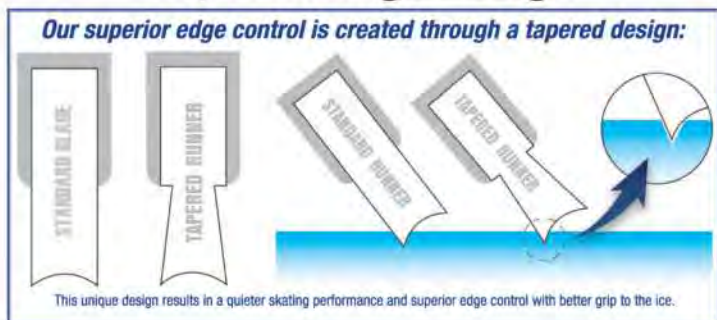 Our superior edge control is created through a tapered design:
STANDARD BLADE
TAPERED RUNNER
STANDARD RUNNER
TAPERED RUNNER
This unique design results in a quieter skating performance and superior edge control with better grip to the ice.